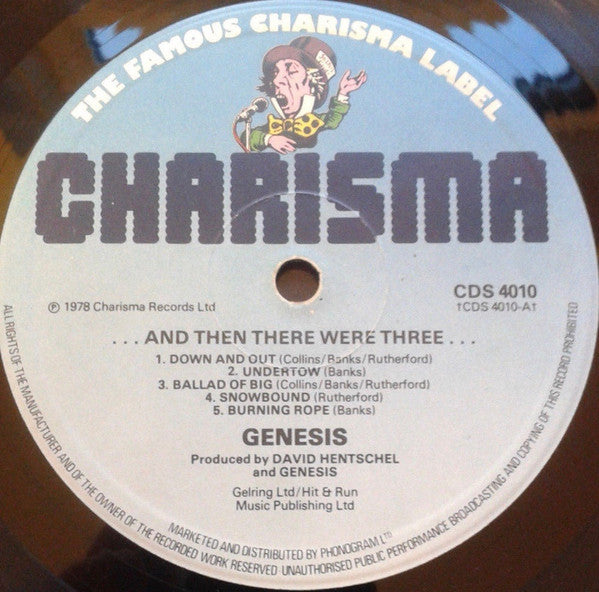 THE FAMOUS CHARISMA LABEL
CHARISMA
CDS 4010
†CDS 4010-A†
℗ 1978 Charisma Records Ltd
...AND THEN THERE WERE THREE...
1. DOWN AND OUT (Collins/Banks/Rutherford)
2. UNDERTOW (Banks)
3. BALLAD OF BIG (Collins/Banks/Rutherford)
4. SNOWBOUND (Rutherford)
5. BURNING ROPE (Banks)
GENESIS
Produced by DAVID HENTSCHEL
and GENESIS
Gelring Ltd/Hit & Run
Music Publishing Ltd
MARKETED AND DISTRIBUTED BY PHONOGRAM LTD
ALL RIGHTS OF THE MANUFACTURER AND OF THE OWNER OF THE RECORDED WORK RESERVED·UNAUTHORISED PUBLIC PERFORMANCE BROADCASTING AND COPYING OF THIS RECORD PROHIBITED